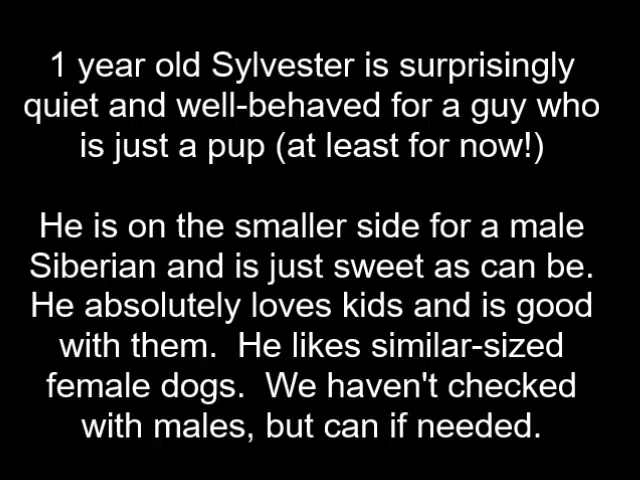 1 year old Sylvester is surprisingly
quiet and well-behaved for a guy who
is just a pup (at least for now!)
He is on the smaller side for a male
Siberian and is just sweet as can be.
He absolutely loves kids and is good
with them.  He likes similar-sized
female dogs.  We haven't checked
with males, but can if needed.